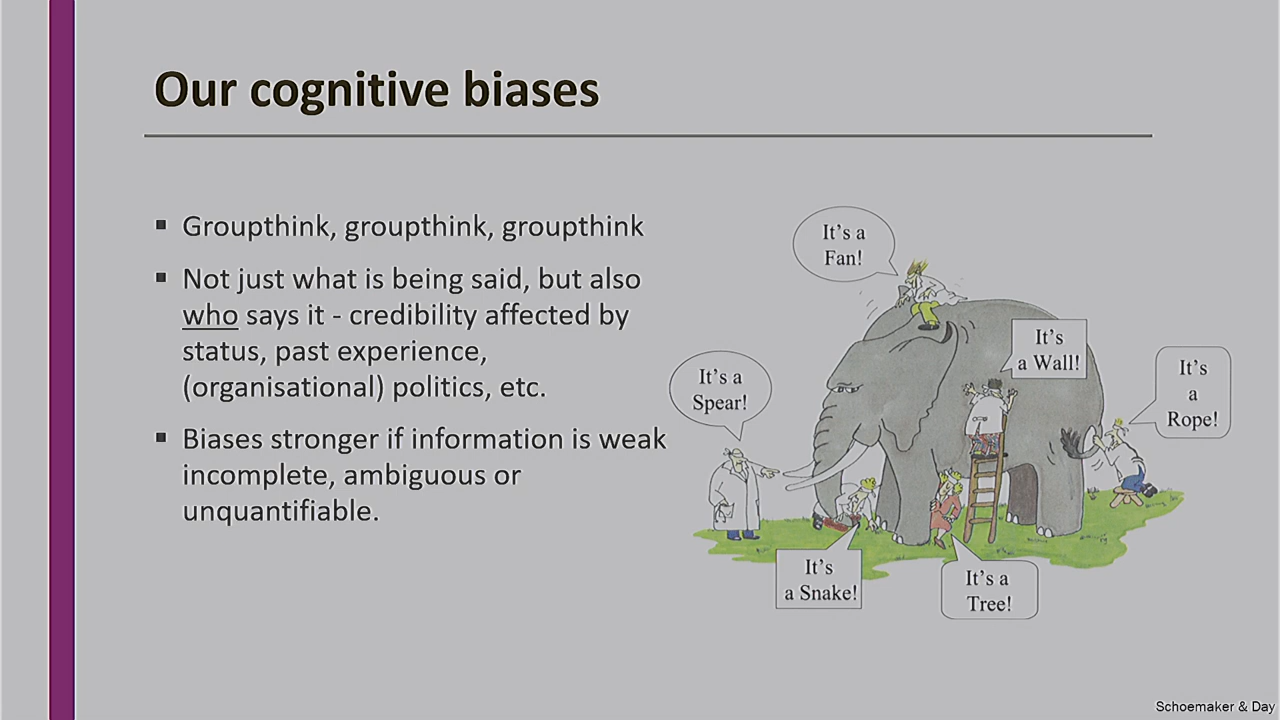 Our cognitive biases
Groupthink, groupthink, groupthink
Not just what is being said, but also
who says it - credibility affected by
status, past experience,
(organisational) politics, etc.
Biases stronger if information is weak
incomplete, ambiguous or
unquantifiable.
It's a
Fan!
It's
a Wall!
It's
a
Rope!
It's a
Spear!
It's
a Snake!
It's a
Tree!
Schoemaker & Day